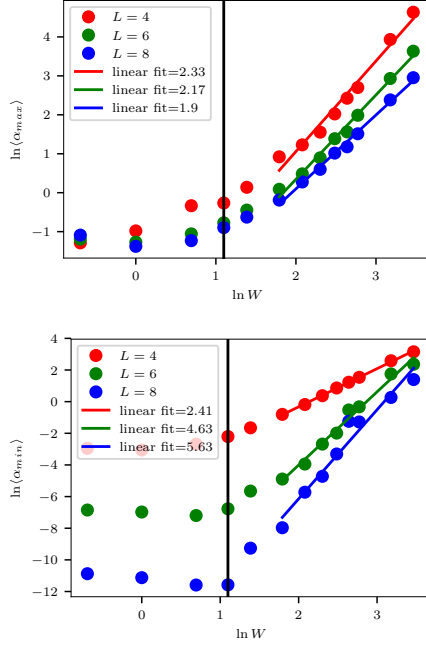 L = 4
L = 6
L = 8
linear fit=2.33
linear fit=2.17
linear fit=1.9
4
3
2
1
0
−1
ln⟨α_max⟩
0 1 2 3
ln W
L = 4
L = 6
L = 8
linear fit=2.41
linear fit=4.63
linear fit=5.63
4
2
0
−2
−4
−6
−8
−10
−12
ln⟨α_min⟩
0 1 2 3
ln W